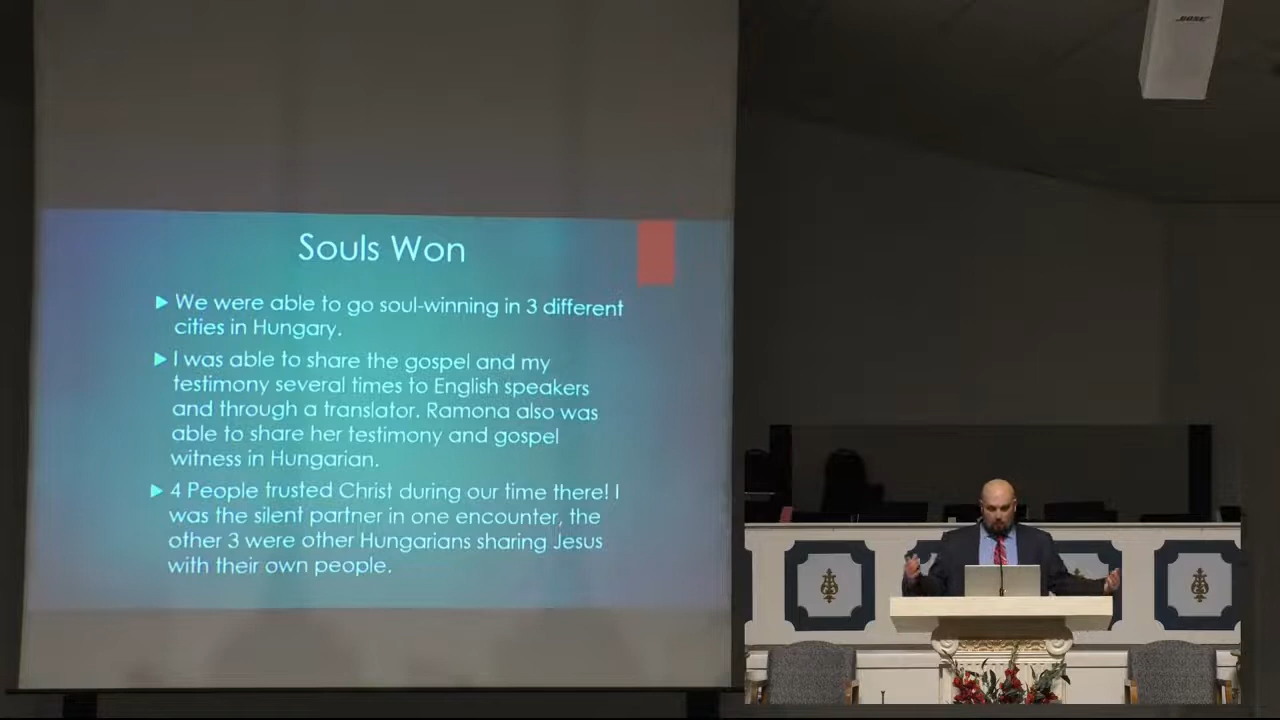 BOSE
Souls Won
We were able to go soul-winning in 3 different
cities in Hungary.
I was able to share the gospel and my
testimony several times to English speakers
and through a translator. Ramona also was
able to share her testimony and gospel
witness in Hungarian.
4 People trusted Christ during our time there! I
was the silent partner in one encounter, the
other 3 were other Hungarians sharing Jesus
with their own people.